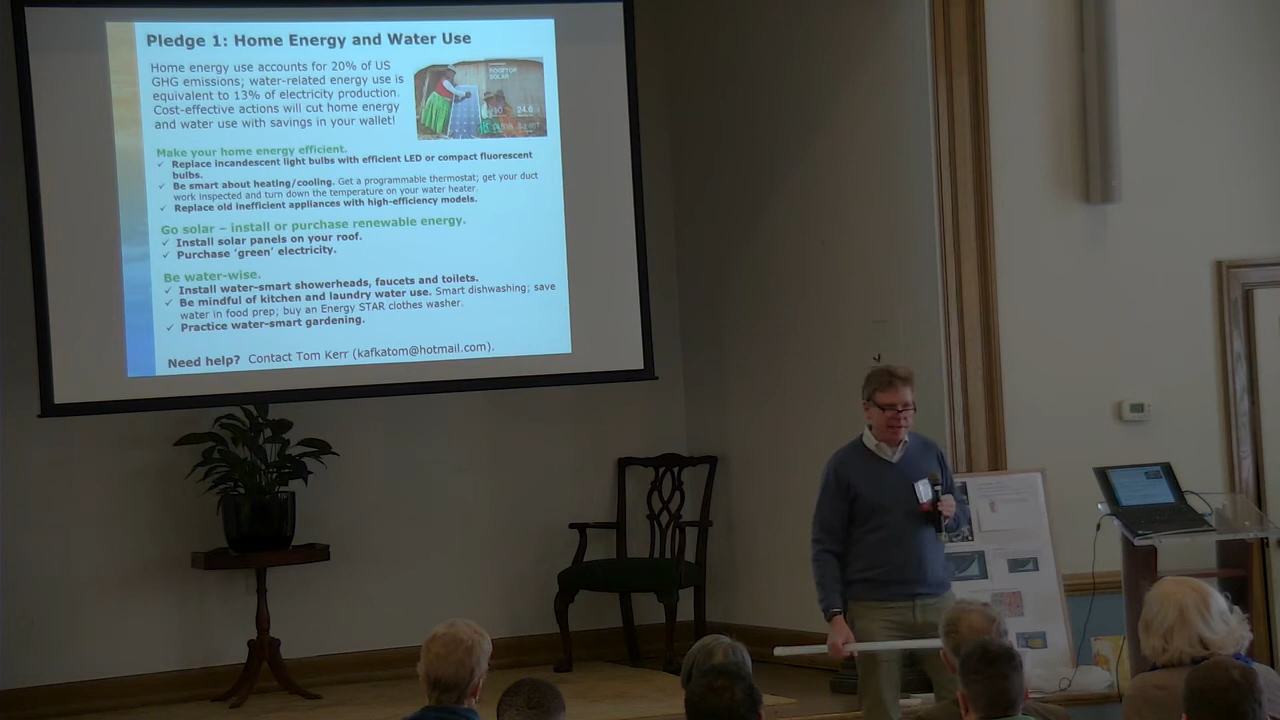 Pledge 1: Home Energy and Water Use
Home energy use accounts for 20% of US
GHG emissions; water-related energy use is
equivalent to 13% of electricity production.
Cost-effective actions will cut home energy
and water use with savings in your wallet!
ROOFTOP
SOLAR
Make your home energy efficient.
✓ Replace incandescent light bulbs with efficient LED or compact fluorescent
bulbs.
✓ Be smart about heating/cooling. Get a programmable thermostat; get your duct
work inspected and turn down the temperature on your water heater.
✓ Replace old inefficient appliances with high-efficiency models.
Go solar – install or purchase renewable energy.
✓ Install solar panels on your roof.
✓ Purchase ‘green’ electricity.
Be water-wise.
✓ Install water-smart showerheads, faucets and toilets.
✓ Be mindful of kitchen and laundry water use. Smart dishwashing; save
water in food prep; buy an Energy STAR clothes washer.
✓ Practice water-smart gardening.
Need help? Contact Tom Kerr (kafkatom@hotmail.com).